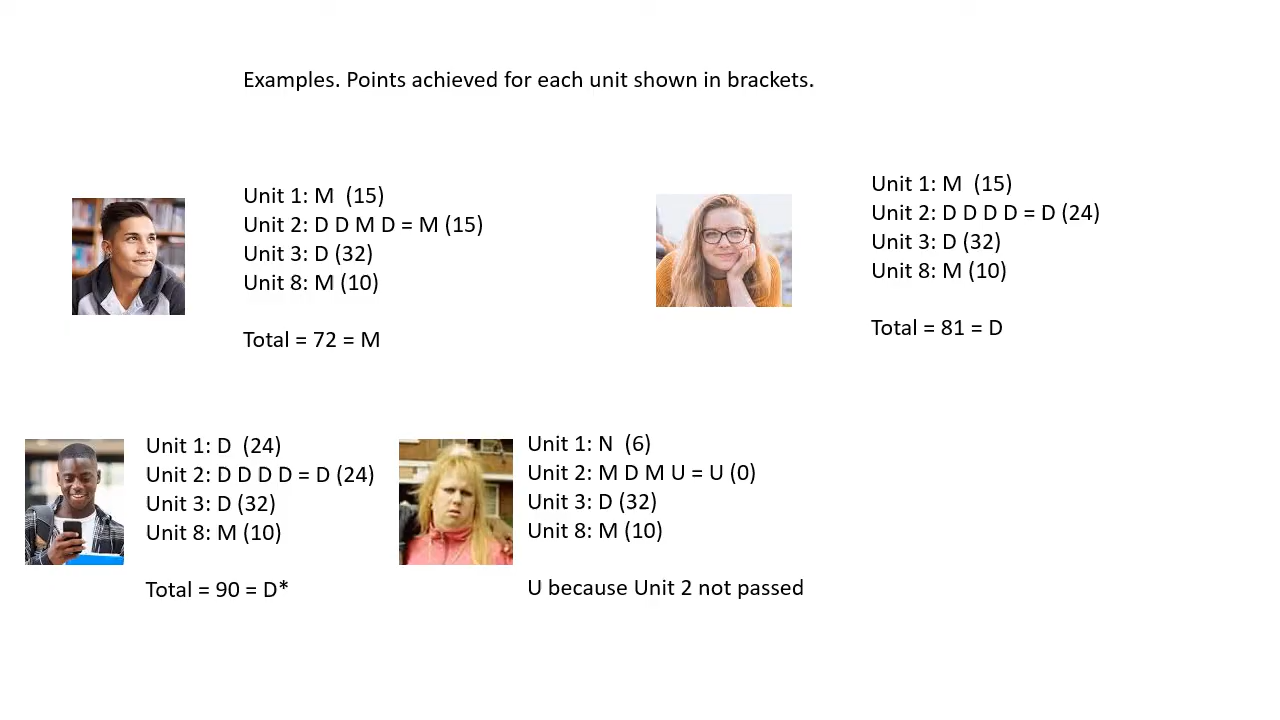 Examples. Points achieved for each unit shown in brackets.
Unit 1: M  (15)
Unit 2: D D M D = M (15)
Unit 3: D (32)
Unit 8: M (10)
Total = 72 = M
Unit 1: M  (15)
Unit 2: D D D D = D (24)
Unit 3: D (32)
Unit 8: M (10)
Total = 81 = D
Unit 1: D  (24)
Unit 2: D D D D = D (24)
Unit 3: D (32)
Unit 8: M (10)
Total = 90 = D*
Unit 1: N  (6)
Unit 2: M D M U = U (0)
Unit 3: D (32)
Unit 8: M (10)
U because Unit 2 not passed